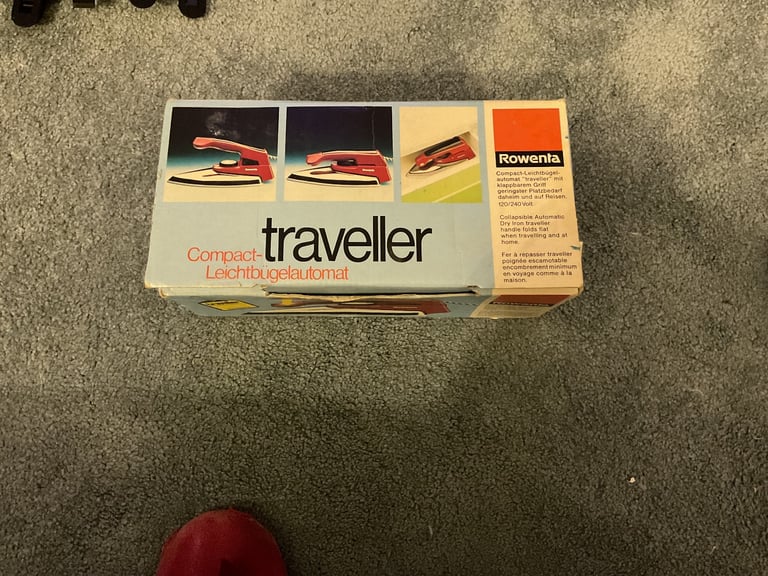 Rowenta
Compact-Leichtbügel-
automat "traveller" mit
klappbarem Griff
geringster Platzbedarf
daheim und auf Reisen.
120/240 Volt
Collapsible Automatic
Dry Iron traveller
handle folds flat
when travelling and at
home.
Fer à repasser traveller
poignée escamotable
encombrement minimum
en voyage comme à la
maison.
traveller
Compact-
Leichtbügelautomat